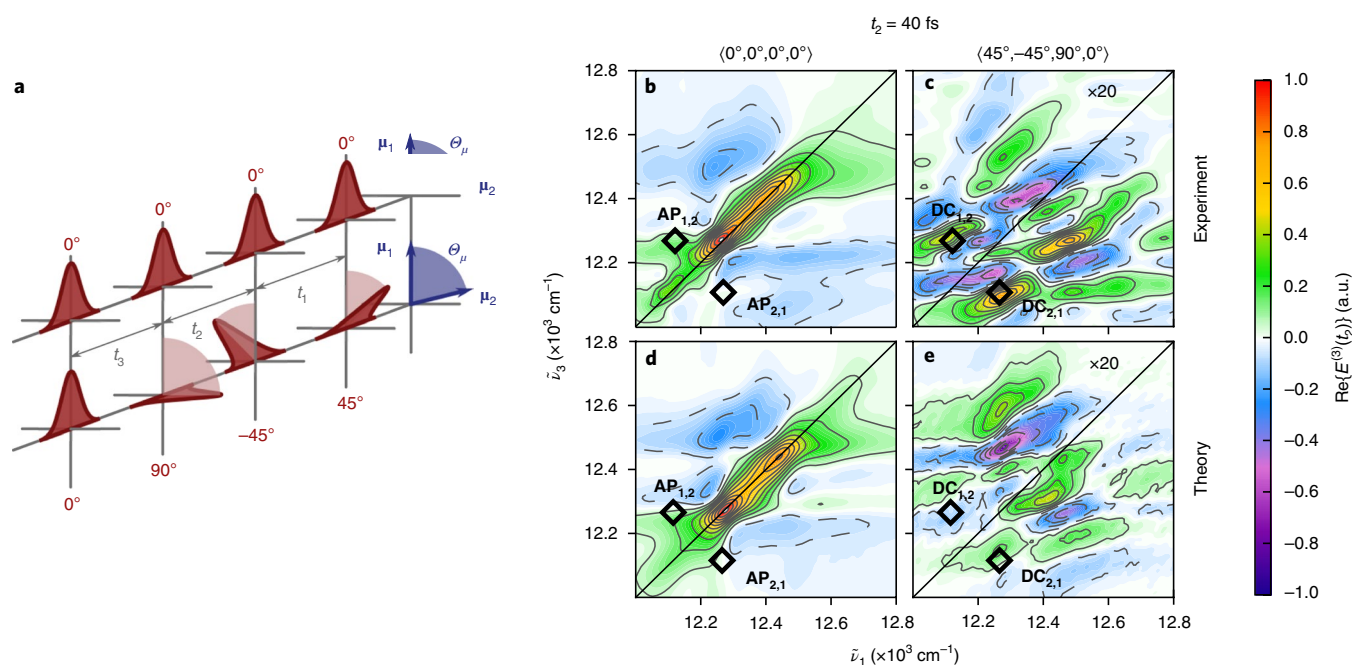 t₂ = 40 fs
⟨0°,0°,0°,0°⟩
⟨45°,–45°,90°,0°⟩
a
0°
0°
0°
0°
μ₁
Θμ
μ₂
μ₁
Θμ
μ₂
t₁
t₂
t₃
45°
–45°
90°
0°
b
c
×20
12.8
12.6
12.4
12.2
AP₁,₂
AP₂,₁
DC₁,₂
DC₂,₁
Experiment
d
e
×20
12.8
12.6
12.4
12.2
AP₁,₂
AP₂,₁
DC₁,₂
DC₂,₁
Theory
ν̃₃ (×10³ cm⁻¹)
12.2
12.4
12.6
12.8
12.2
12.4
12.6
12.8
ν̃₁ (×10³ cm⁻¹)
1.0
0.8
0.6
0.4
0.2
0.0
–0.2
–0.4
–0.6
–0.8
–1.0
Re{E⁽³⁾(t₂)} (a.u.)